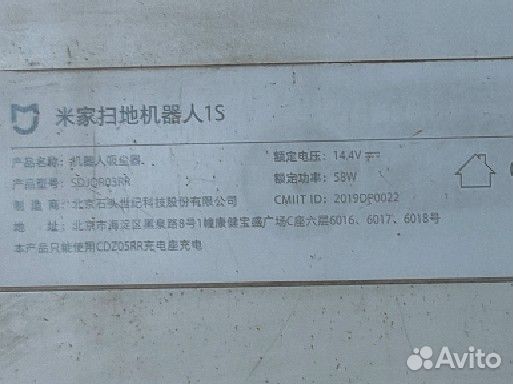 米家扫地机器人1S
产品名称：机器人吸尘器
产品型号：SDJQR03RR
制 造 商：北京石头世纪科技股份有限公司
地 址：北京市海淀区黑泉路8号1幢康健宝盛广场C座六层6016、6017、6018号
本产品只能使用CDZ05RR充电座充电
额定电压：14.4V
额定功率：58W
CMIIT ID：2019DP0022
Avito